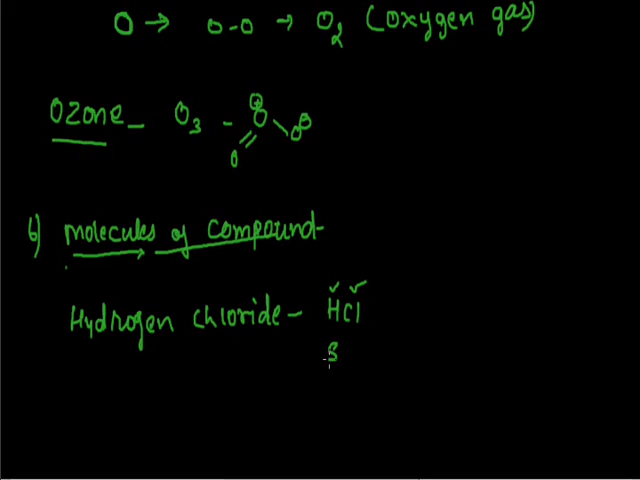 O → O-O → O2 (oxygen gas)
Ozone - O3 - O⊕
O O⊖
b) Molecules of compound-
Hydrogen chloride - HCl